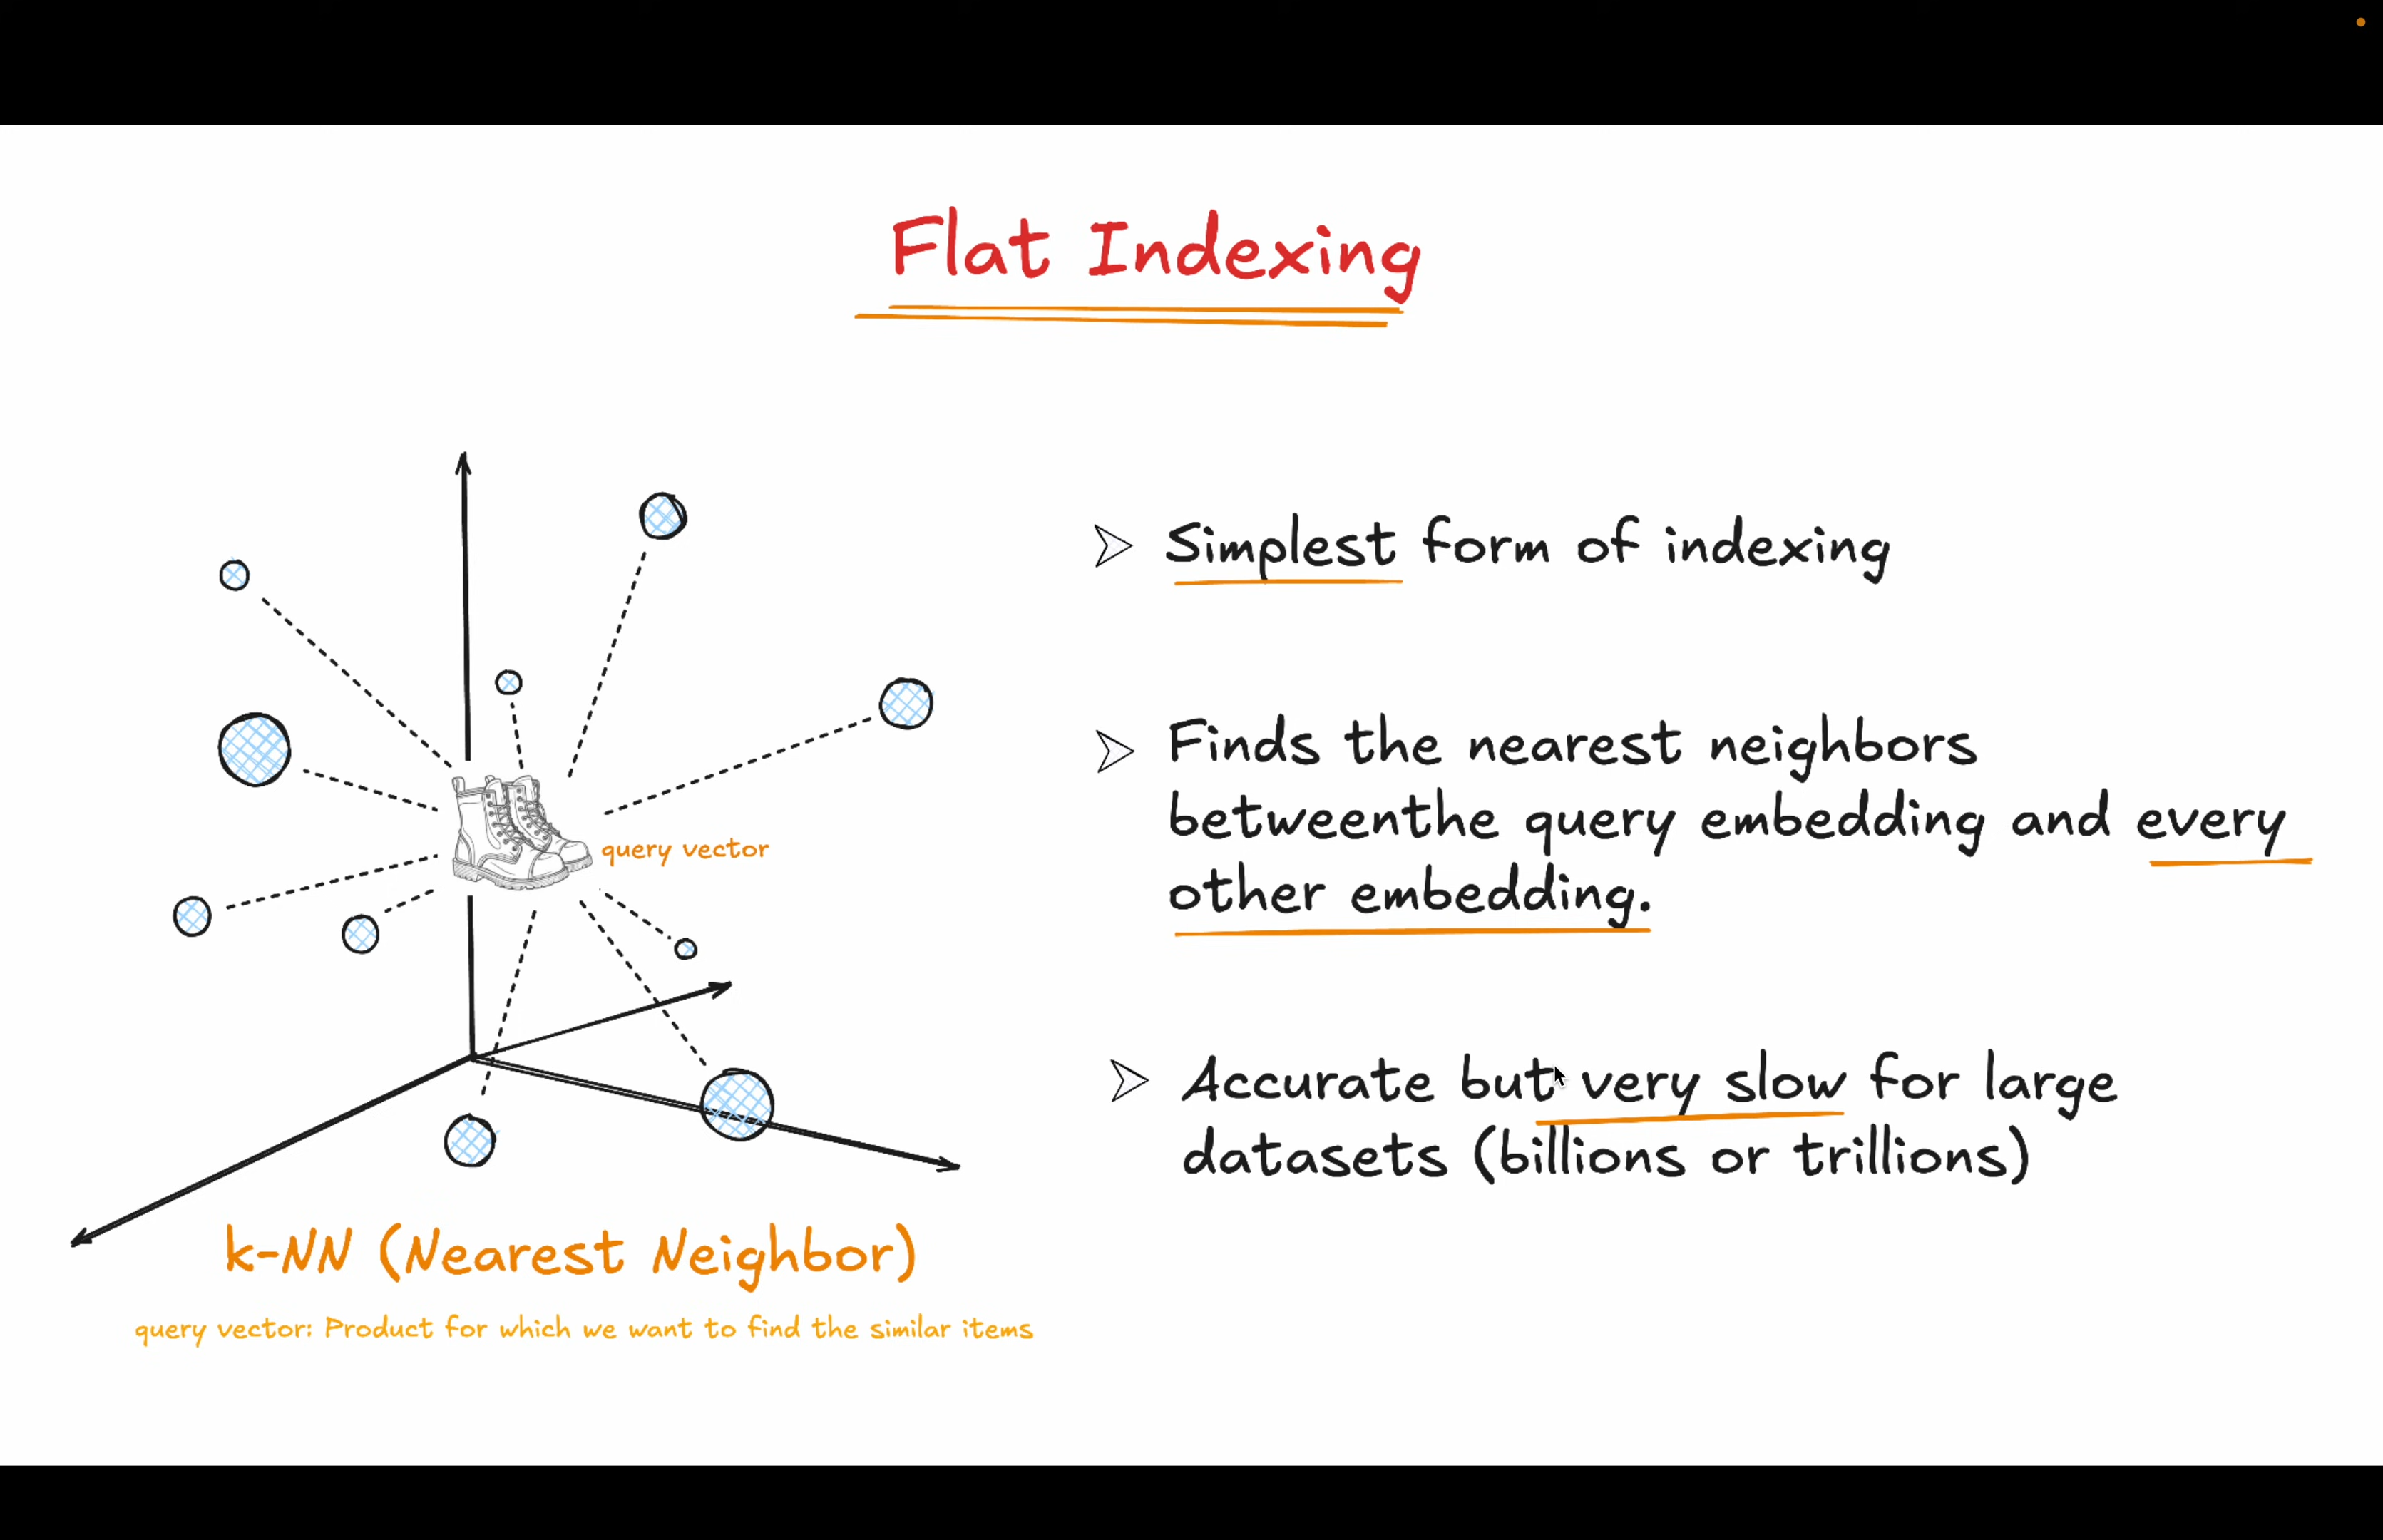 Flat Indexing
Simplest form of indexing
Finds the nearest neighbors
betweenthe query embedding and every
other embedding.
Accurate but very slow for large
datasets (billions or trillions)
query vector
k-NN (Nearest Neighbor)
query vector: Product for which we want to find the similar items